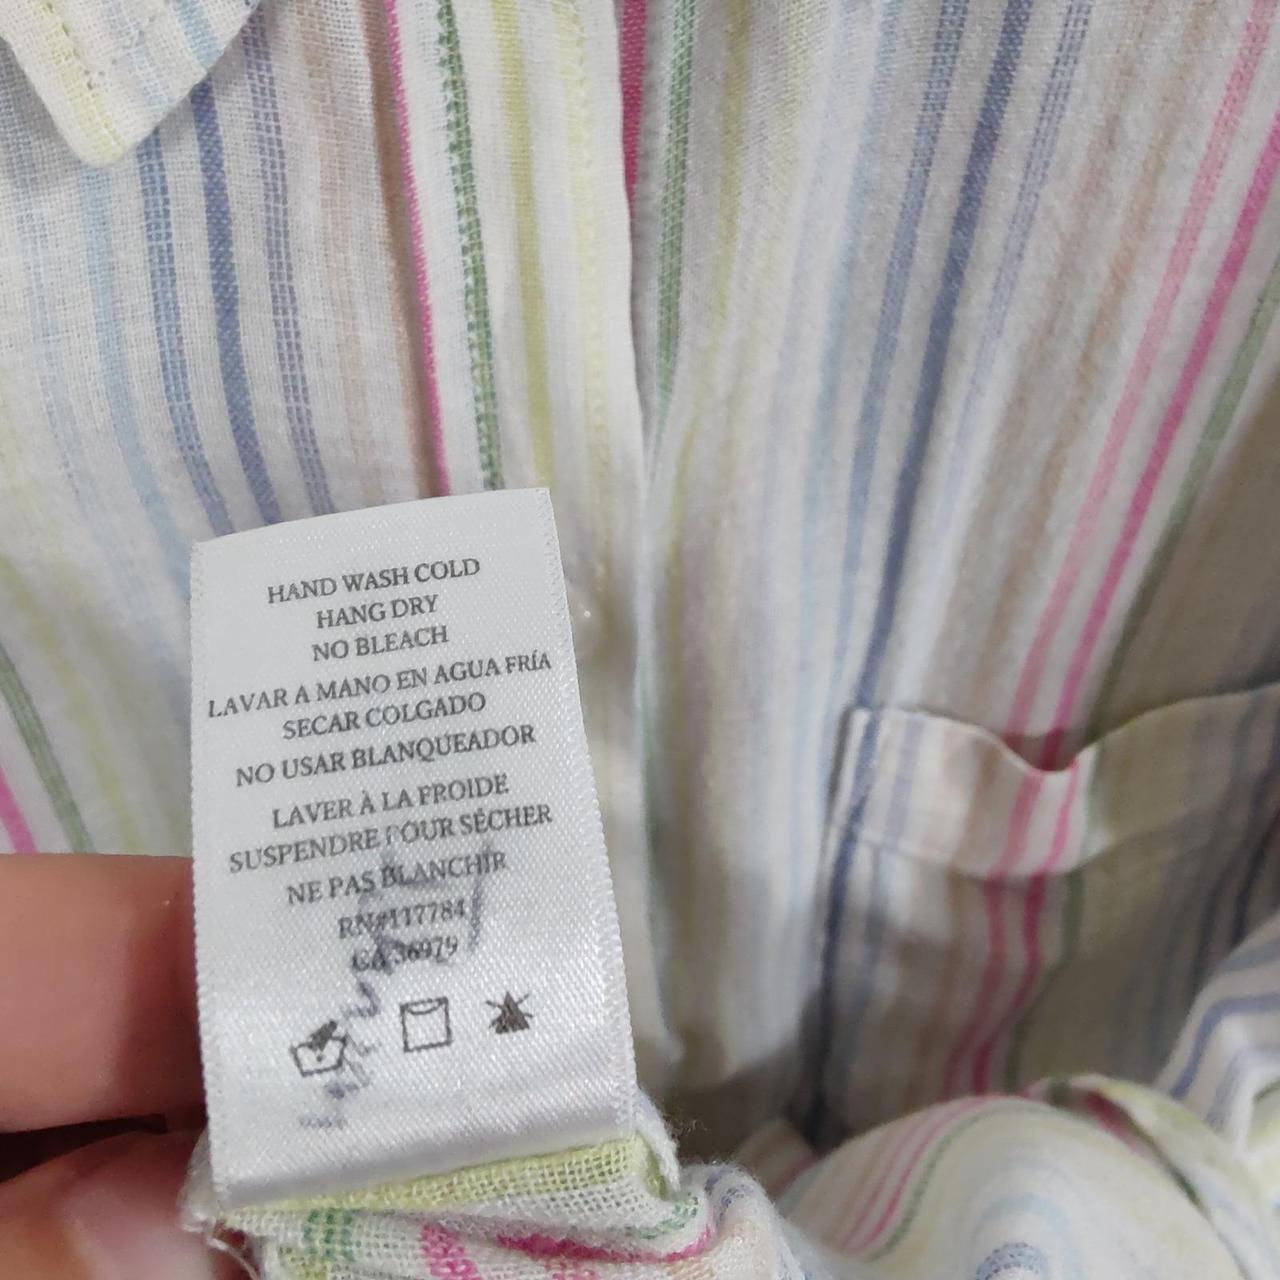 HAND WASH COLD
HANG DRY
NO BLEACH
LAVAR A MANO EN AGUA FRÍA
SECAR COLGADO
NO USAR BLANQUEADOR
LAVER À LA FROIDE
SUSPENDRE POUR SÉCHER
NE PAS BLANCHIR
RN#117784
CA 36979